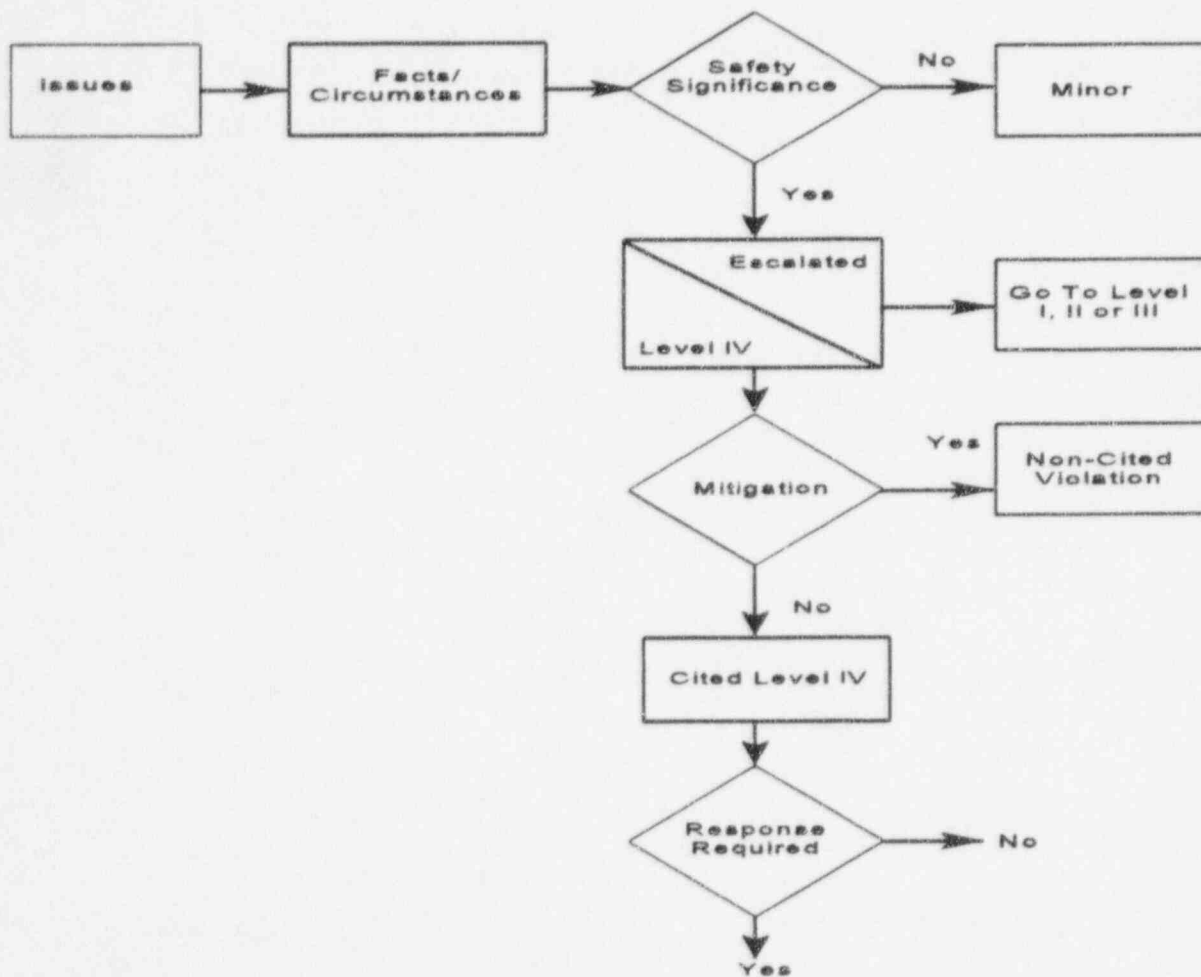 Issues
Facts/
Circumstances
Safety
Significance
No
Minor
Yes
Escalated
Level IV
Go To Level
I, II or III
Mitigation
Yes
Non-Cited
Violation
No
Cited Level IV
Response
Required
No
Yes